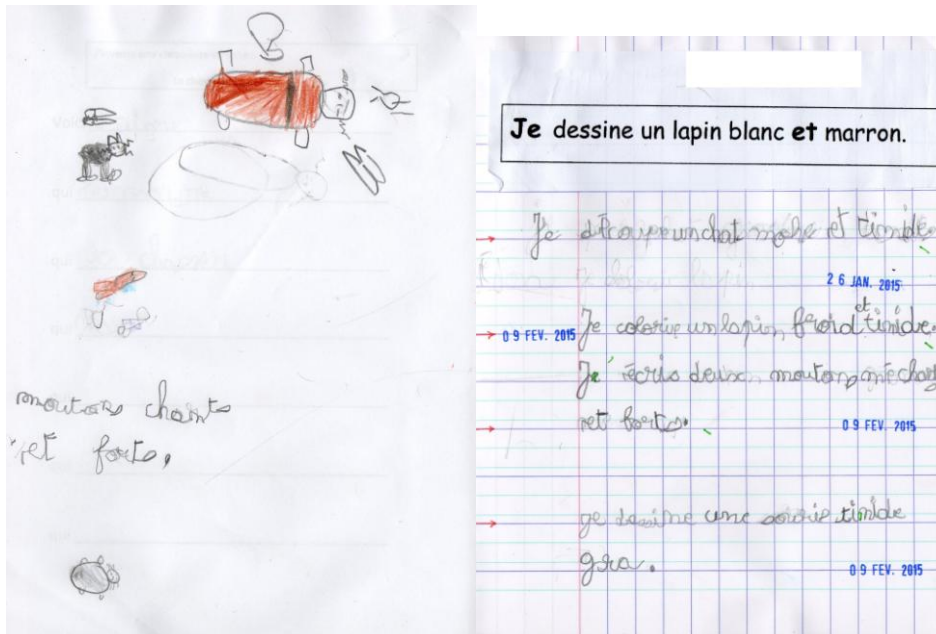 moutons chants
et forts.
Je dessine un lapin blanc et marron.
Je découpe un chat moche et timide.
26 JAN. 2015
et
09 FEV. 2015 Je colorie un lapin froid timide.
Je écris deux moutons méchant
et forts.
09 FEV. 2015
ge dessine une souris timide
gra.
09 FEV. 2015